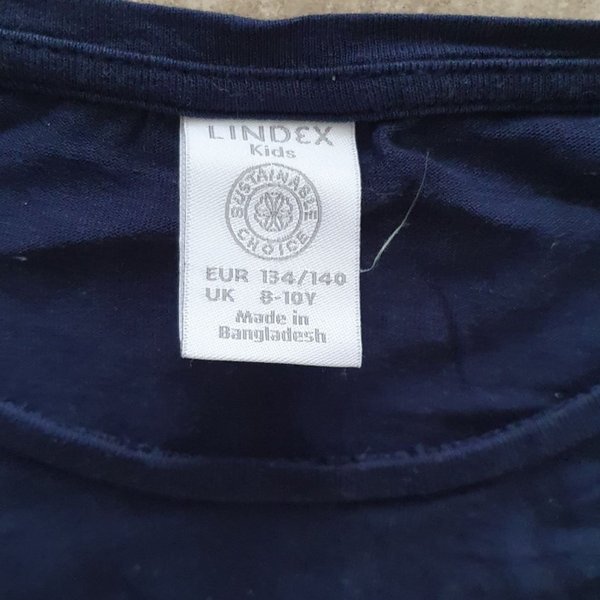 LINDEX
Kids
SUSTAINABLE
CHOICE
EUR 134/140
UK 8-10Y
Made in
Bangladesh